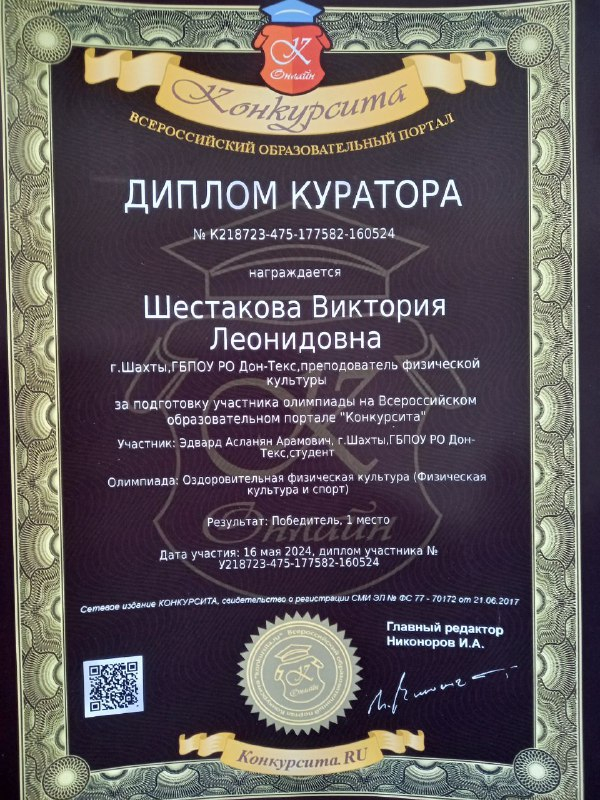 К
Онлайн
Конкурсита
ВСЕРОССИЙСКИЙ ОБРАЗОВАТЕЛЬНЫЙ ПОРТАЛ
ДИПЛОМ КУРАТОРА
№ К218723-475-177582-160524
награждается
Шестакова Виктория
Леонидовна
г.Шахты,ГБПОУ РО Дон-Текс,преподователь физической
культуры
за подготовку участника олимпиады на Всероссийском
образовательном портале "Конкурсита"
Участник: Эдвард Асланян Арамович, г.Шахты,ГБПОУ РО Дон-
Текс,студент
Олимпиада: Оздоровительная физическая культура (Физическая
культура и спорт)
Результат: Победитель, 1 место
Дата участия: 16 мая 2024, диплом участника №
У218723-475-177582-160524
Онлайн
Сетевое издание КОНКУРСИТА, свидетельство о регистрации СМИ ЭЛ № ФС 77 - 70172 от 21.06.2017
Главный редактор
Никоноров И.А.
Онлайн
Конкурсита.RU